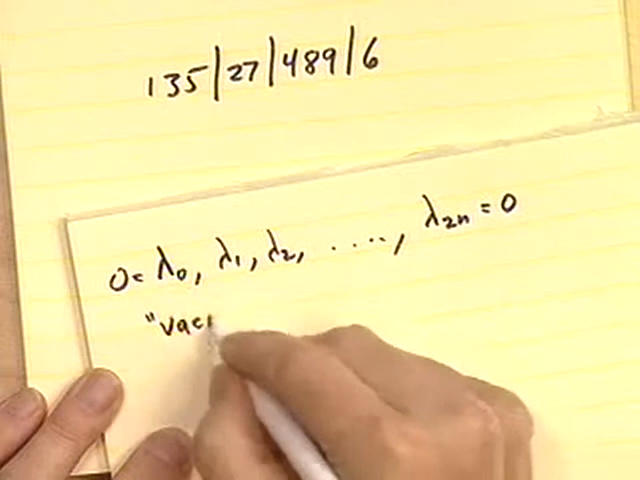 135|27|489|6
0=λ₀, λ₁, λ₂, ...., λ₂ₙ=0
"vac